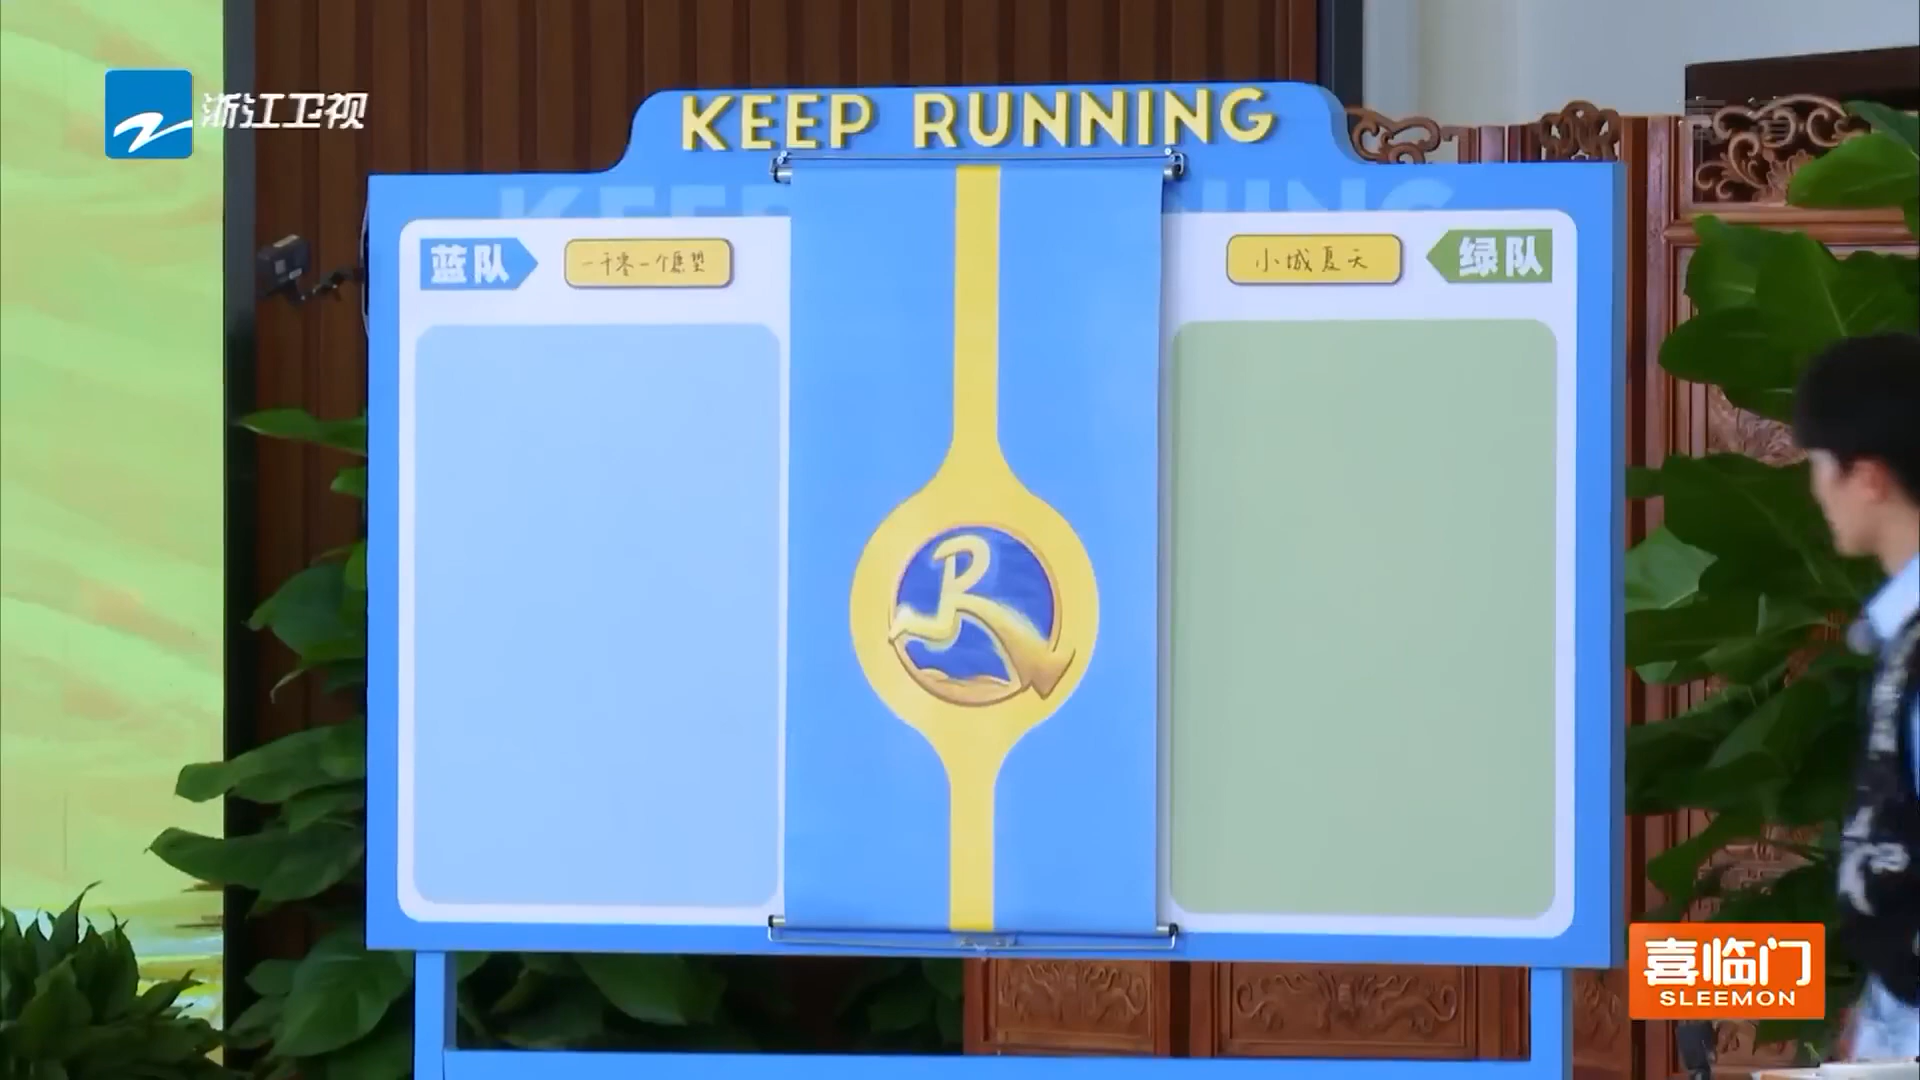 浙江卫视
KEEP RUNNING
蓝队 一千零一个愿望
小城夏天 绿队
R
喜临门
SLEEMON